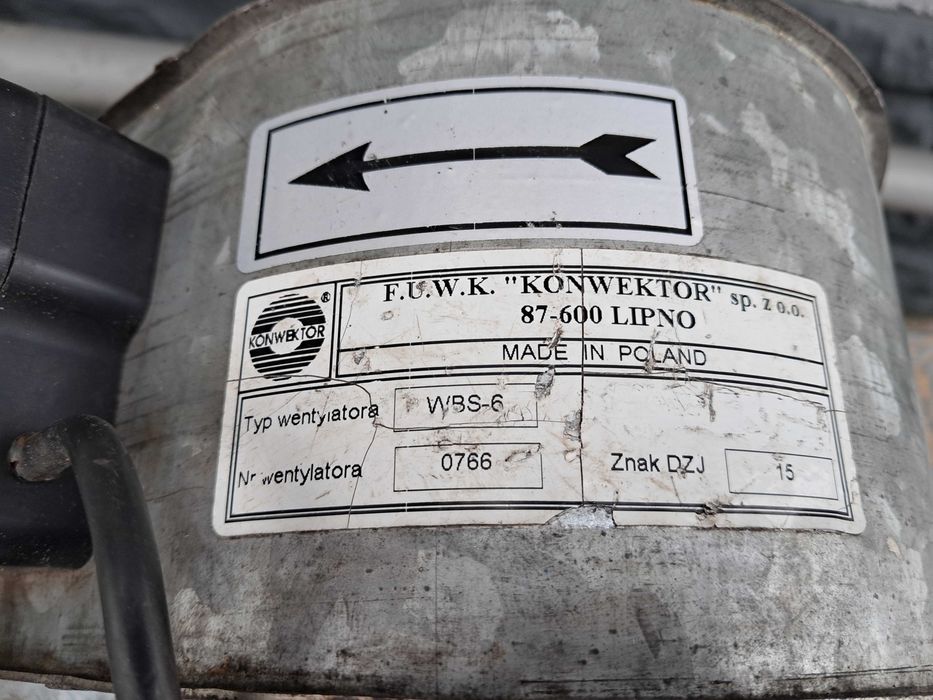 F.U.W.K. "KONWEKTOR" sp. z o.o.
87-600 LIPNO
MADE IN POLAND
KONWEKTOR ®
Typ wentylatora WBS-6
Nr wentylatora 0766 Znak DZJ 15